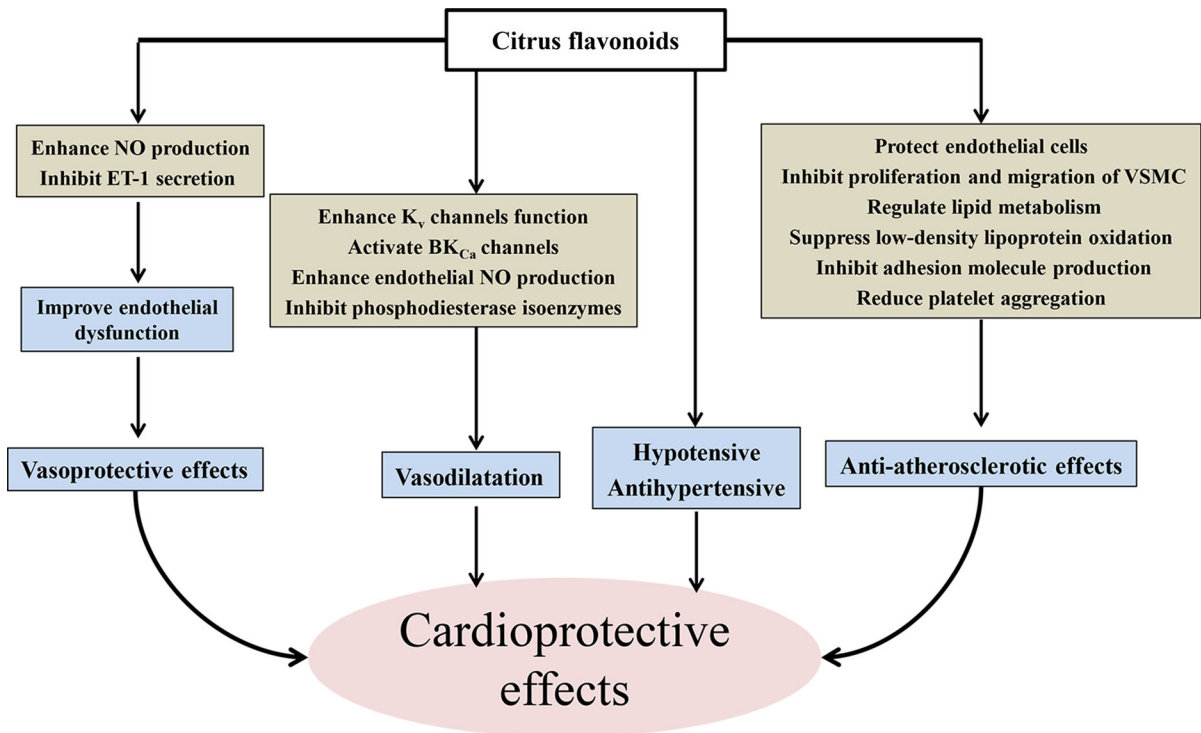 Citrus flavonoids
Enhance NO production
Inhibit ET-1 secretion
Improve endothelial
dysfunction
Vasoprotective effects
Enhance Kv channels function
Activate BKCa channels
Enhance endothelial NO production
Inhibit phosphodiesterase isoenzymes
Vasodilatation
Hypotensive
Antihypertensive
Protect endothelial cells
Inhibit proliferation and migration of VSMC
Regulate lipid metabolism
Suppress low-density lipoprotein oxidation
Inhibit adhesion molecule production
Reduce platelet aggregation
Anti-atherosclerotic effects
Cardioprotective
effects